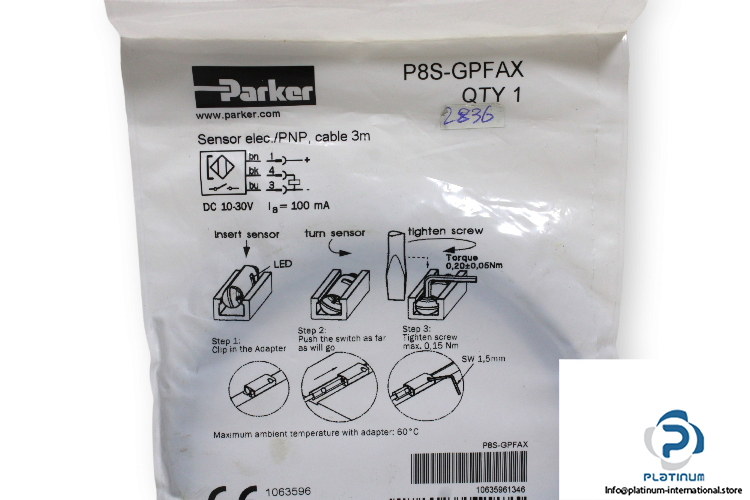 Parker
www.parker.com
P8S-GPFAX
QTY 1
2836
Sensor elec./PNP, cable 3m
bn 1 +
bk 4
bu 3 -
DC 10-30V Ia = 100 mA
insert sensor
turn sensor
tighten screw
LED
Torque
0,20±0,05Nm
Step 1:
Clip in the Adapter
Step 2:
Push the switch as far
as will go
Step 3:
Tighten screw
max. 0,15 Nm
SW 1,5mm
Maximum ambient temperature with adapter: 60°C
P8S-GPFAX
CE
1063596
10635961346
PLATINUM
INTERNATIONAL
Info@platinum-international.store